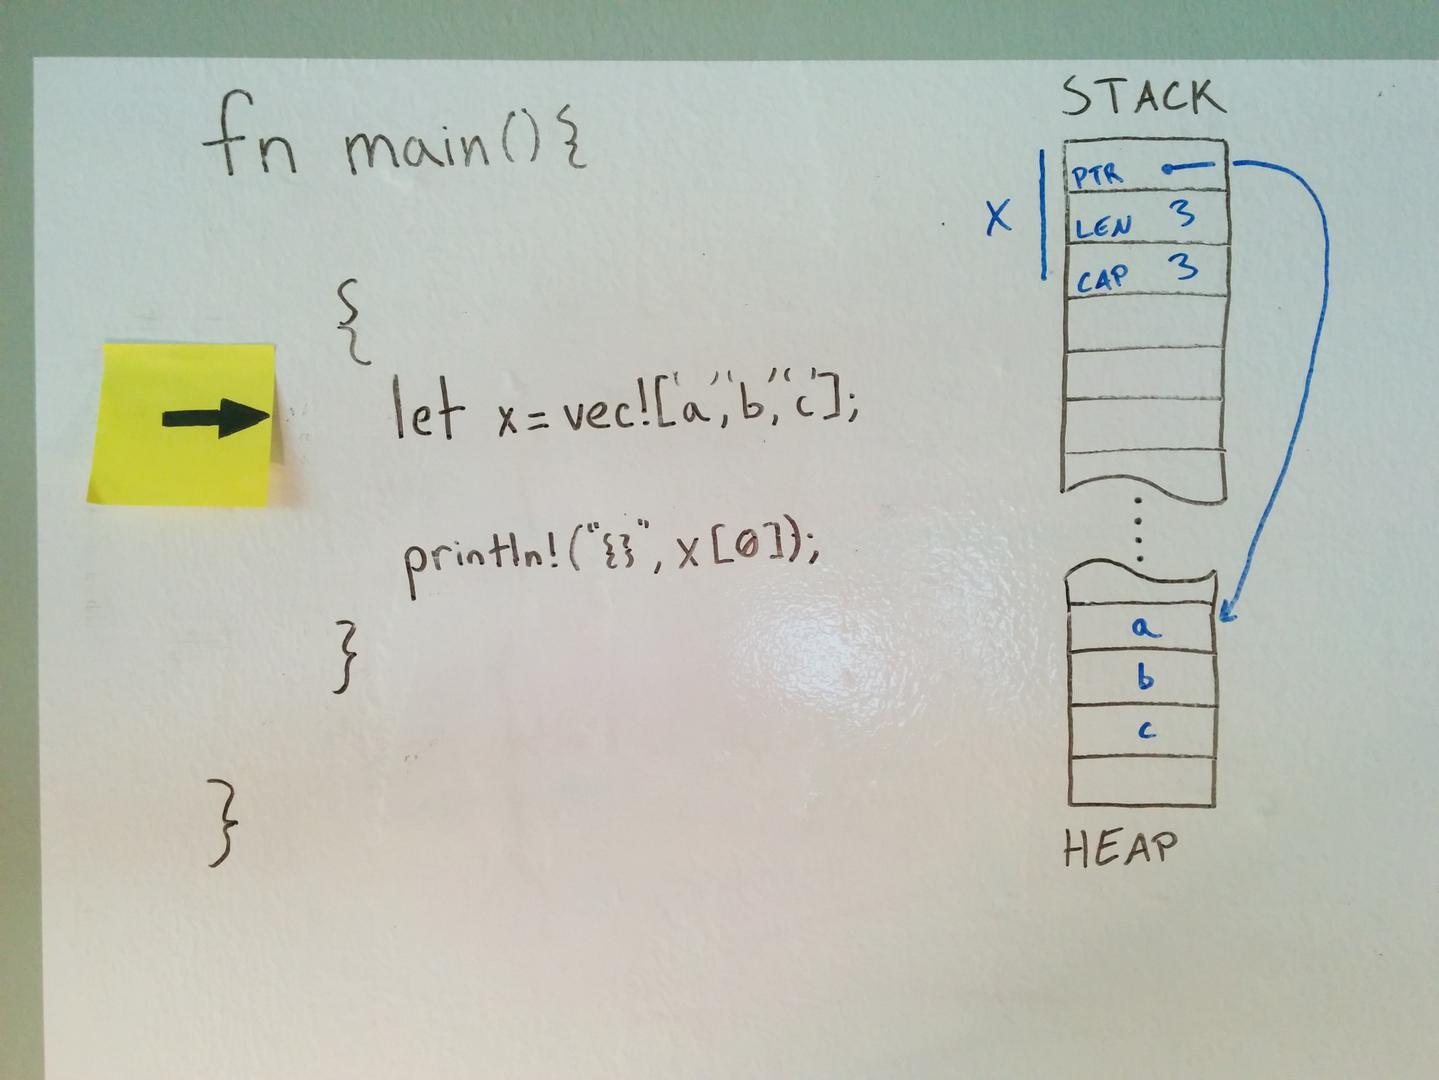 fn main(){
{
let x=vec!['a','b','c'];
println!("{}",x[0]);
}
}
STACK
X
PTR
LEN 3
CAP 3
a
b
c
HEAP